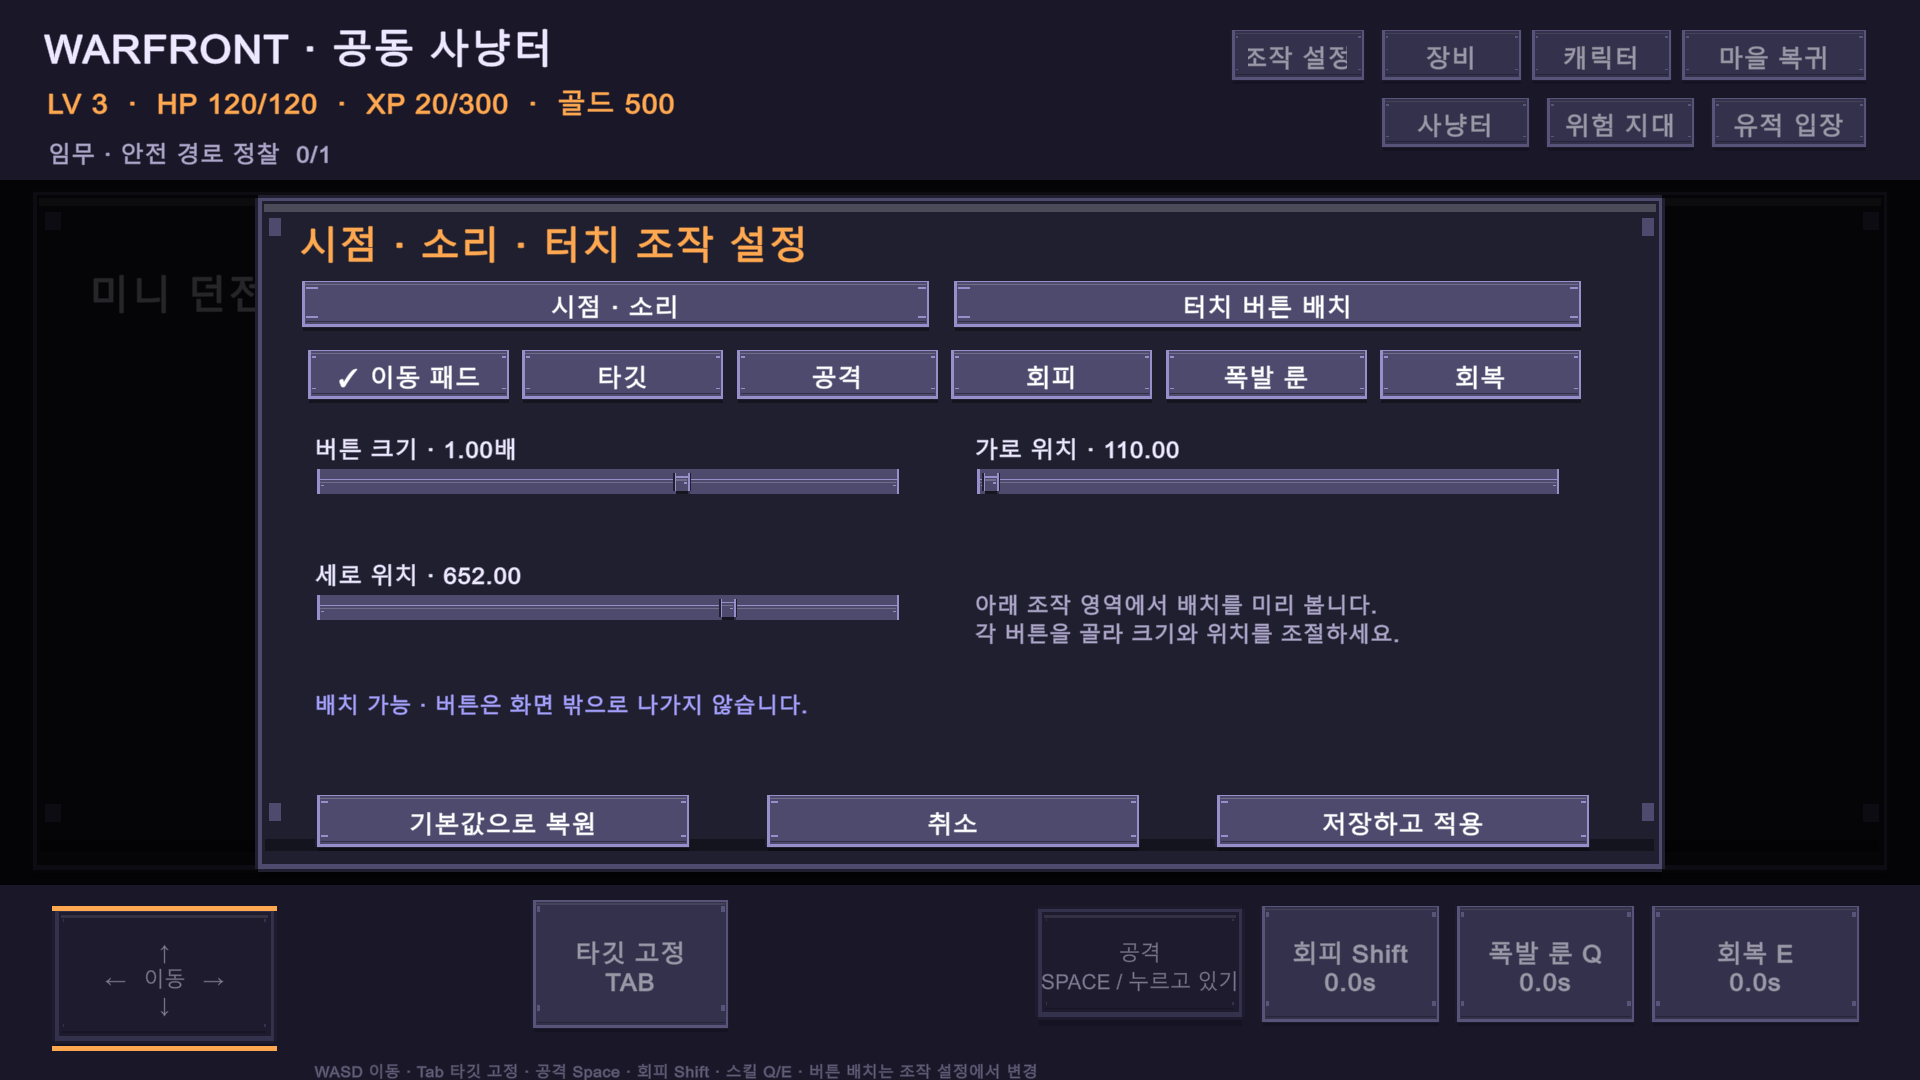 WARFRONT · 공동 사냥터
LV 3 · HP 120/120 · XP 20/300 · 골드 500
임무 · 안전 경로 정찰 0/1
조작 설정
장비
캐릭터
마을 복귀
사냥터
위험 지대
유적 입장
미니 던전
시점 · 소리 · 터치 조작 설정
시점 · 소리
터치 버튼 배치
✓ 이동 패드
타깃
공격
회피
폭발 룬
회복
버튼 크기 · 1.00배
가로 위치 · 110.00
세로 위치 · 652.00
아래 조작 영역에서 배치를 미리 봅니다.
각 버튼을 골라 크기와 위치를 조절하세요.
배치 가능 · 버튼은 화면 밖으로 나가지 않습니다.
기본값으로 복원
취소
저장하고 적용
↑
← 이동 →
↓
타깃 고정
TAB
공격
SPACE / 누르고 있기
회피 Shift
0.0s
폭발 룬 Q
0.0s
회복 E
0.0s
WASD 이동 · Tab 타깃 고정 · 공격 Space · 회피 Shift · 스킬 Q/E · 버튼 배치는 조작 설정에서 변경